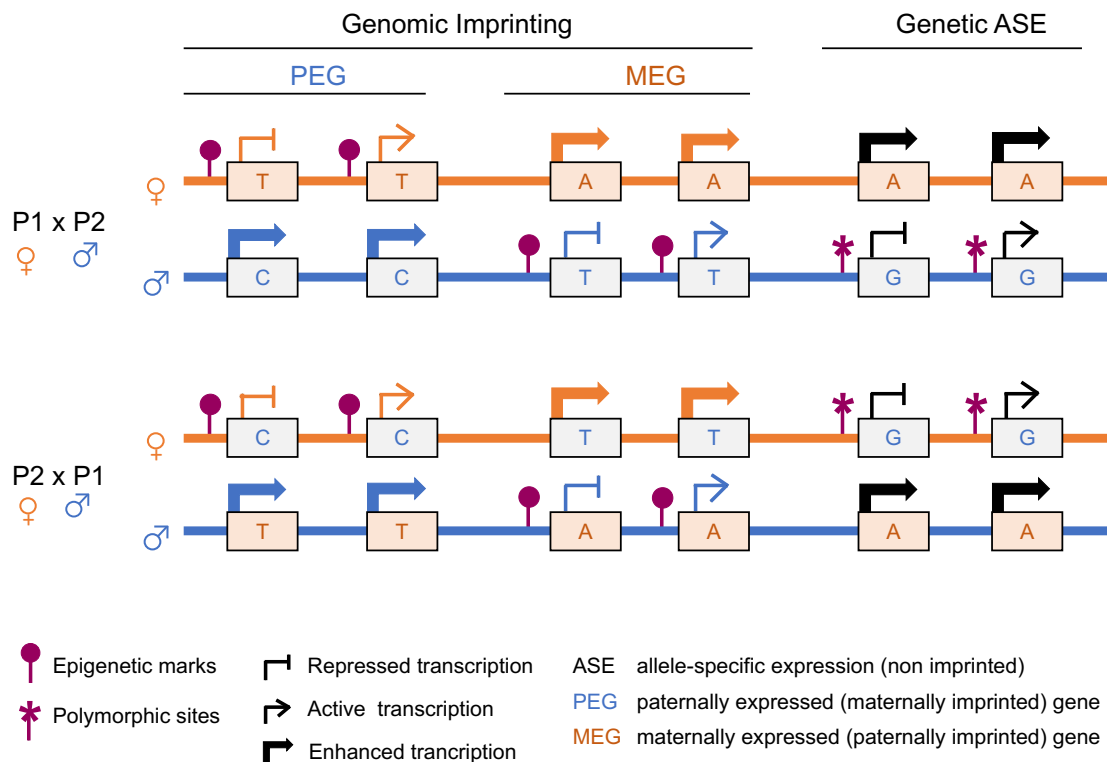 Genomic Imprinting
Genetic ASE
PEG
MEG
T T A A A A
♀
P1 x P2
♀ ♂
C C T T G G
♂
C C T T G G
♀
P2 x P1
♀ ♂
T T A A A A
♂
Epigenetic marks
Polymorphic sites
Repressed transcription
Active transcription
Enhanced trancription
ASE allele-specific expression (non imprinted)
PEG paternally expressed (maternally imprinted) gene
MEG maternally expressed (paternally imprinted) gene